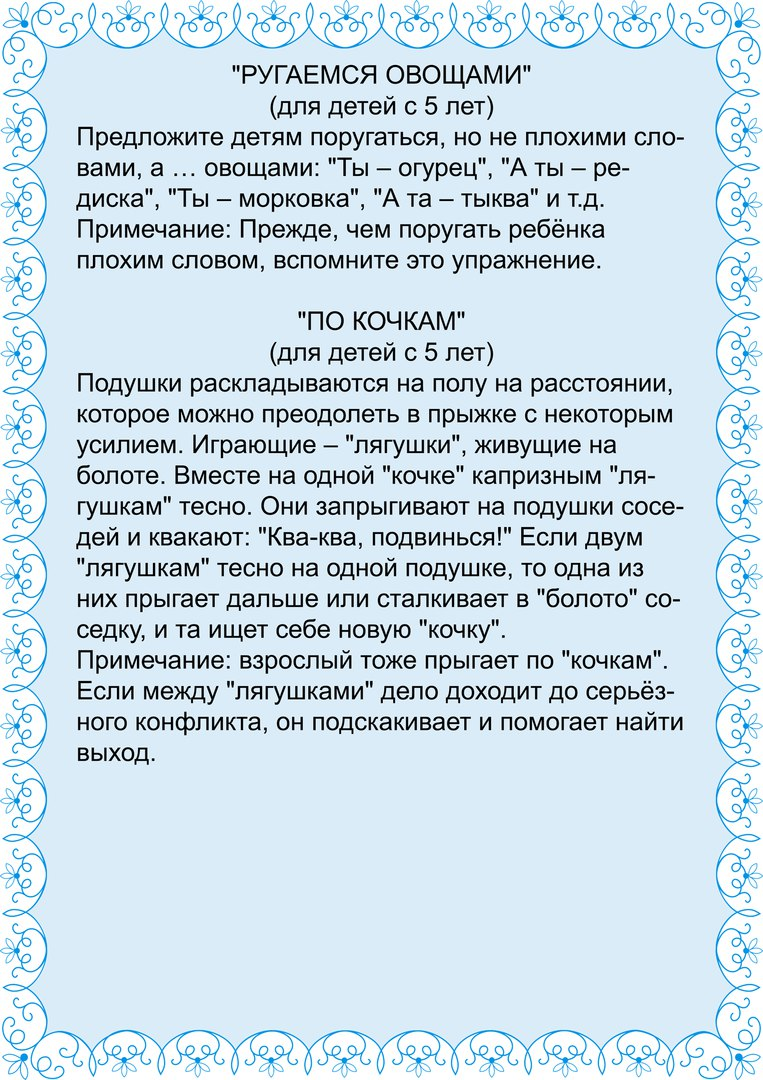 "РУГАЕМСЯ ОВОЩАМИ"
(для детей с 5 лет)
Предложите детям поругаться, но не плохими сло-
вами, а … овощами: "Ты – огурец", "А ты – ре-
диска", "Ты – морковка", "А та – тыква" и т.д.
Примечание: Прежде, чем поругать ребёнка
плохим словом, вспомните это упражнение.
"ПО КОЧКАМ"
(для детей с 5 лет)
Подушки раскладываются на полу на расстоянии,
которое можно преодолеть в прыжке с некоторым
усилием. Играющие – "лягушки", живущие на
болоте. Вместе на одной "кочке" капризным "ля-
гушкам" тесно. Они запрыгивают на подушки сосе-
дей и квакают: "Ква-ква, подвинься!" Если двум
"лягушкам" тесно на одной подушке, то одна из
них прыгает дальше или сталкивает в "болото" со-
седку, и та ищет себе новую "кочку".
Примечание: взрослый тоже прыгает по "кочкам".
Если между "лягушками" дело доходит до серьёз-
ного конфликта, он подскакивает и помогает найти
выход.